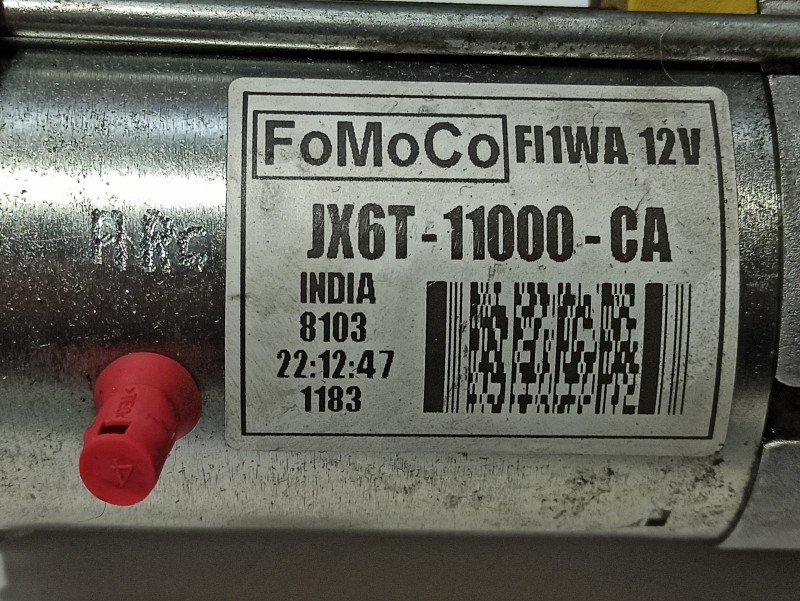 FoMoCo FI1WA 12V
JX6T-11000-CA
INDIA
8103
22:12:47
1183